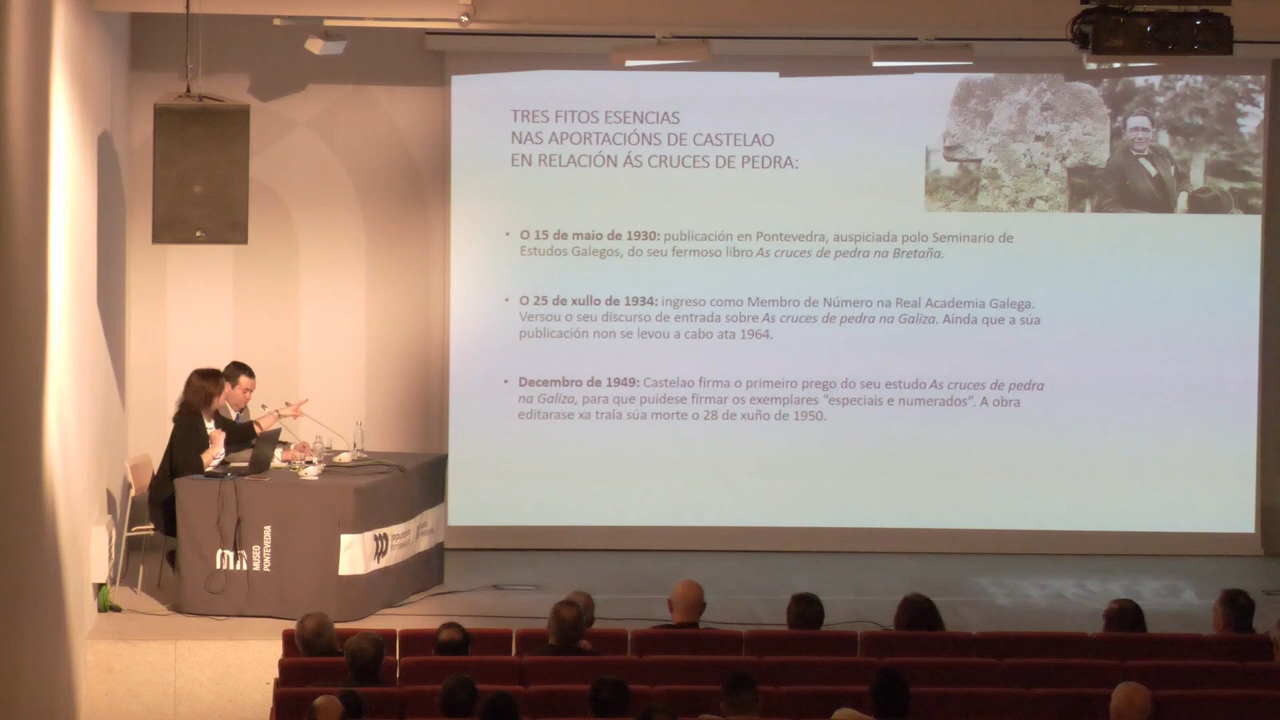 TRES FITOS ESENCIAS
NAS APORTACIÓNS DE CASTELAO
EN RELACIÓN ÁS CRUCES DE PEDRA:
• O 15 de maio de 1930: publicación en Pontevedra, auspiciada polo Seminario de
Estudos Galegos, do seu fermoso libro As cruces de pedra na Bretaña.
• O 25 de xullo de 1934: ingreso como Membro de Número na Real Academia Galega.
Versou o seu discurso de entrada sobre As cruces de pedra na Galiza. Aínda que a súa
publicación non se levou a cabo ata 1964.
• Decembro de 1949: Castelao firma o primeiro prego do seu estudo As cruces de pedra
na Galiza, para que puidese firmar os exemplares “especiais e numerados”. A obra
editarase xa trala súa morte o 28 de xuño de 1950.
MUSEO
PONTEVEDRA